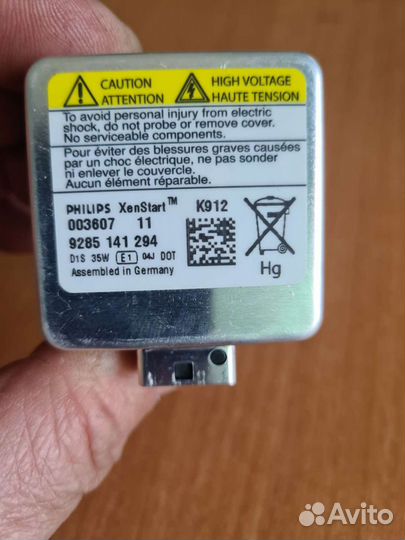 CAUTION
ATTENTION
HIGH VOLTAGE
HAUTE TENSION
To avoid personal injury from electric
shock, do not probe or remove cover.
No serviceable components.
Pour éviter des blessures graves causées
par un choc électrique, ne pas sonder
ni enlever le couvercle.
Aucun élément réparable.
PHILIPS XenStart™ K912
003607 11
9285 141 294
D1S 35W E1 04J DOT
Assembled in Germany
Hg
Avito